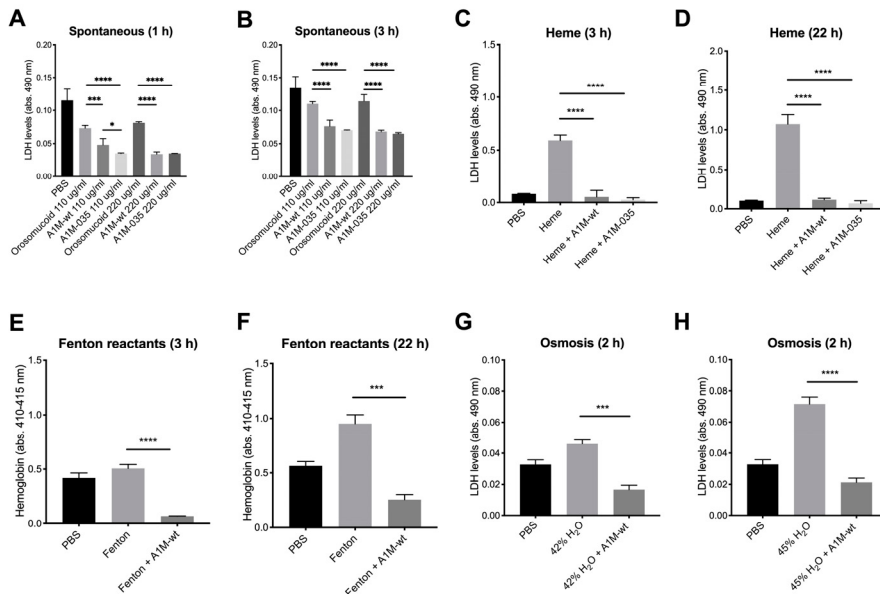 A
Spontaneous (1 h)
LDH levels (abs. 490 nm)
0.20
0.15
0.10
0.05
0.00
****
****
***
****
*
PBS
Orosomucoid 110 ug/ml
A1M-wt 110 ug/ml
A1M-035 110 ug/ml
Orosomucoid 220 ug/ml
A1M-wt 220 ug/ml
A1M-035 220 ug/ml
B
Spontaneous (3 h)
LDH levels (abs. 490 nm)
0.20
0.15
0.10
0.05
0.00
****
****
****
****
PBS
Orosomucoid 110 ug/ml
A1M-wt 110 ug/ml
A1M-035 110 ug/ml
Orosomucoid 220 ug/ml
A1M-wt 220 ug/ml
A1M-035 220 ug/ml
C
Heme (3 h)
LDH levels (abs. 490 nm)
1.5
1.0
0.5
0.0
****
****
PBS
Heme
Heme + A1M-wt
Heme + A1M-035
D
Heme (22 h)
LDH levels (abs. 490 nm)
2.0
1.5
1.0
0.5
0.0
****
****
PBS
Heme
Heme + A1M-wt
Heme + A1M-035
E
Fenton reactants (3 h)
Hemoglobin (abs. 410-415 nm)
1.5
1.0
0.5
0.0
****
PBS
Fenton
Fenton + A1M-wt
F
Fenton reactants (22 h)
Hemoglobin (abs. 410-415 nm)
1.5
1.0
0.5
0.0
***
PBS
Fenton
Fenton + A1M-wt
G
Osmosis (2 h)
LDH levels (abs. 490 nm)
0.10
0.08
0.06
0.04
0.02
0.00
***
PBS
42% H₂O
42% H₂O + A1M-wt
H
Osmosis (2 h)
LDH levels (abs. 490 nm)
0.10
0.08
0.06
0.04
0.02
0.00
****
PBS
45% H₂O
45% H₂O + A1M-wt